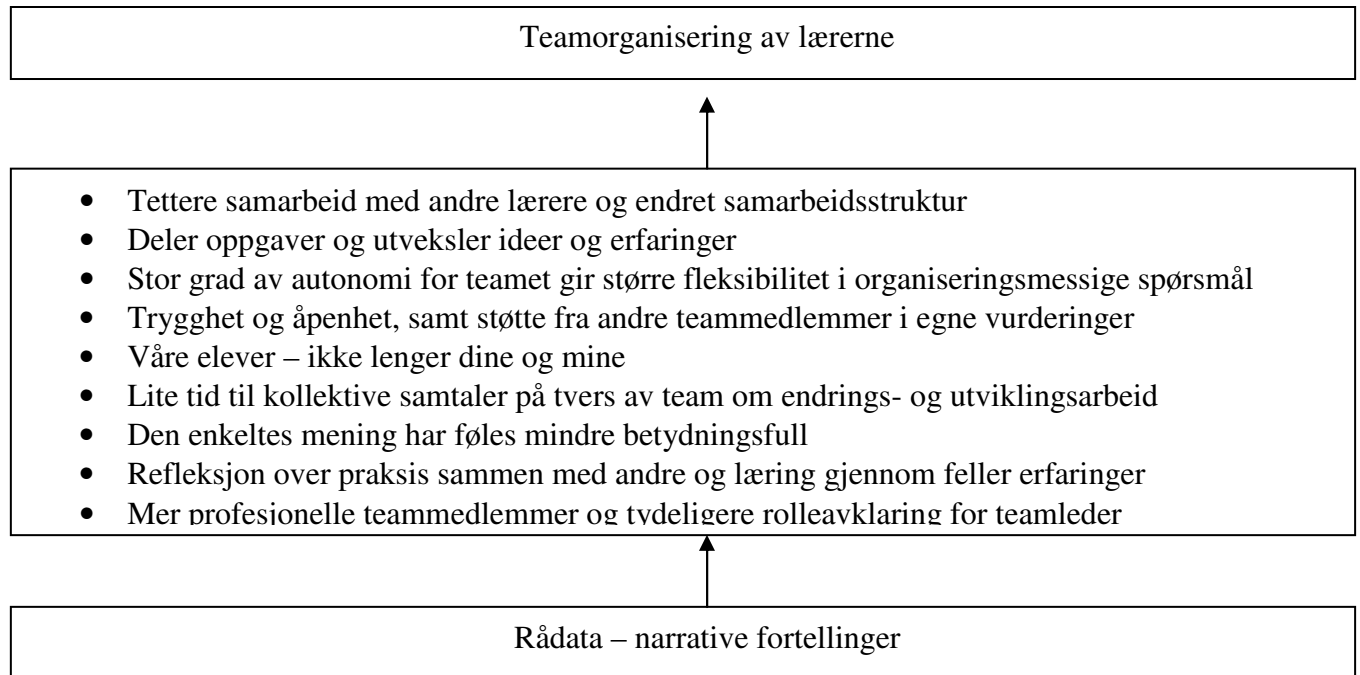 Teamorganisering av lærerne
• Tettere samarbeid med andre lærere og endret samarbeidsstruktur
• Deler oppgaver og utveksler ideer og erfaringer
• Stor grad av autonomi for teamet gir større fleksibilitet i organiseringsmessige spørsmål
• Trygghet og åpenhet, samt støtte fra andre teammedlemmer i egne vurderinger
• Våre elever – ikke lenger dine og mine
• Lite tid til kollektive samtaler på tvers av team om endrings- og utviklingsarbeid
• Den enkeltes mening har føles mindre betydningsfull
• Refleksjon over praksis sammen med andre og læring gjennom feller erfaringer
• Mer profesjonelle teammedlemmer og tydeligere rolleavklaring for teamleder
Rådata – narrative fortellinger